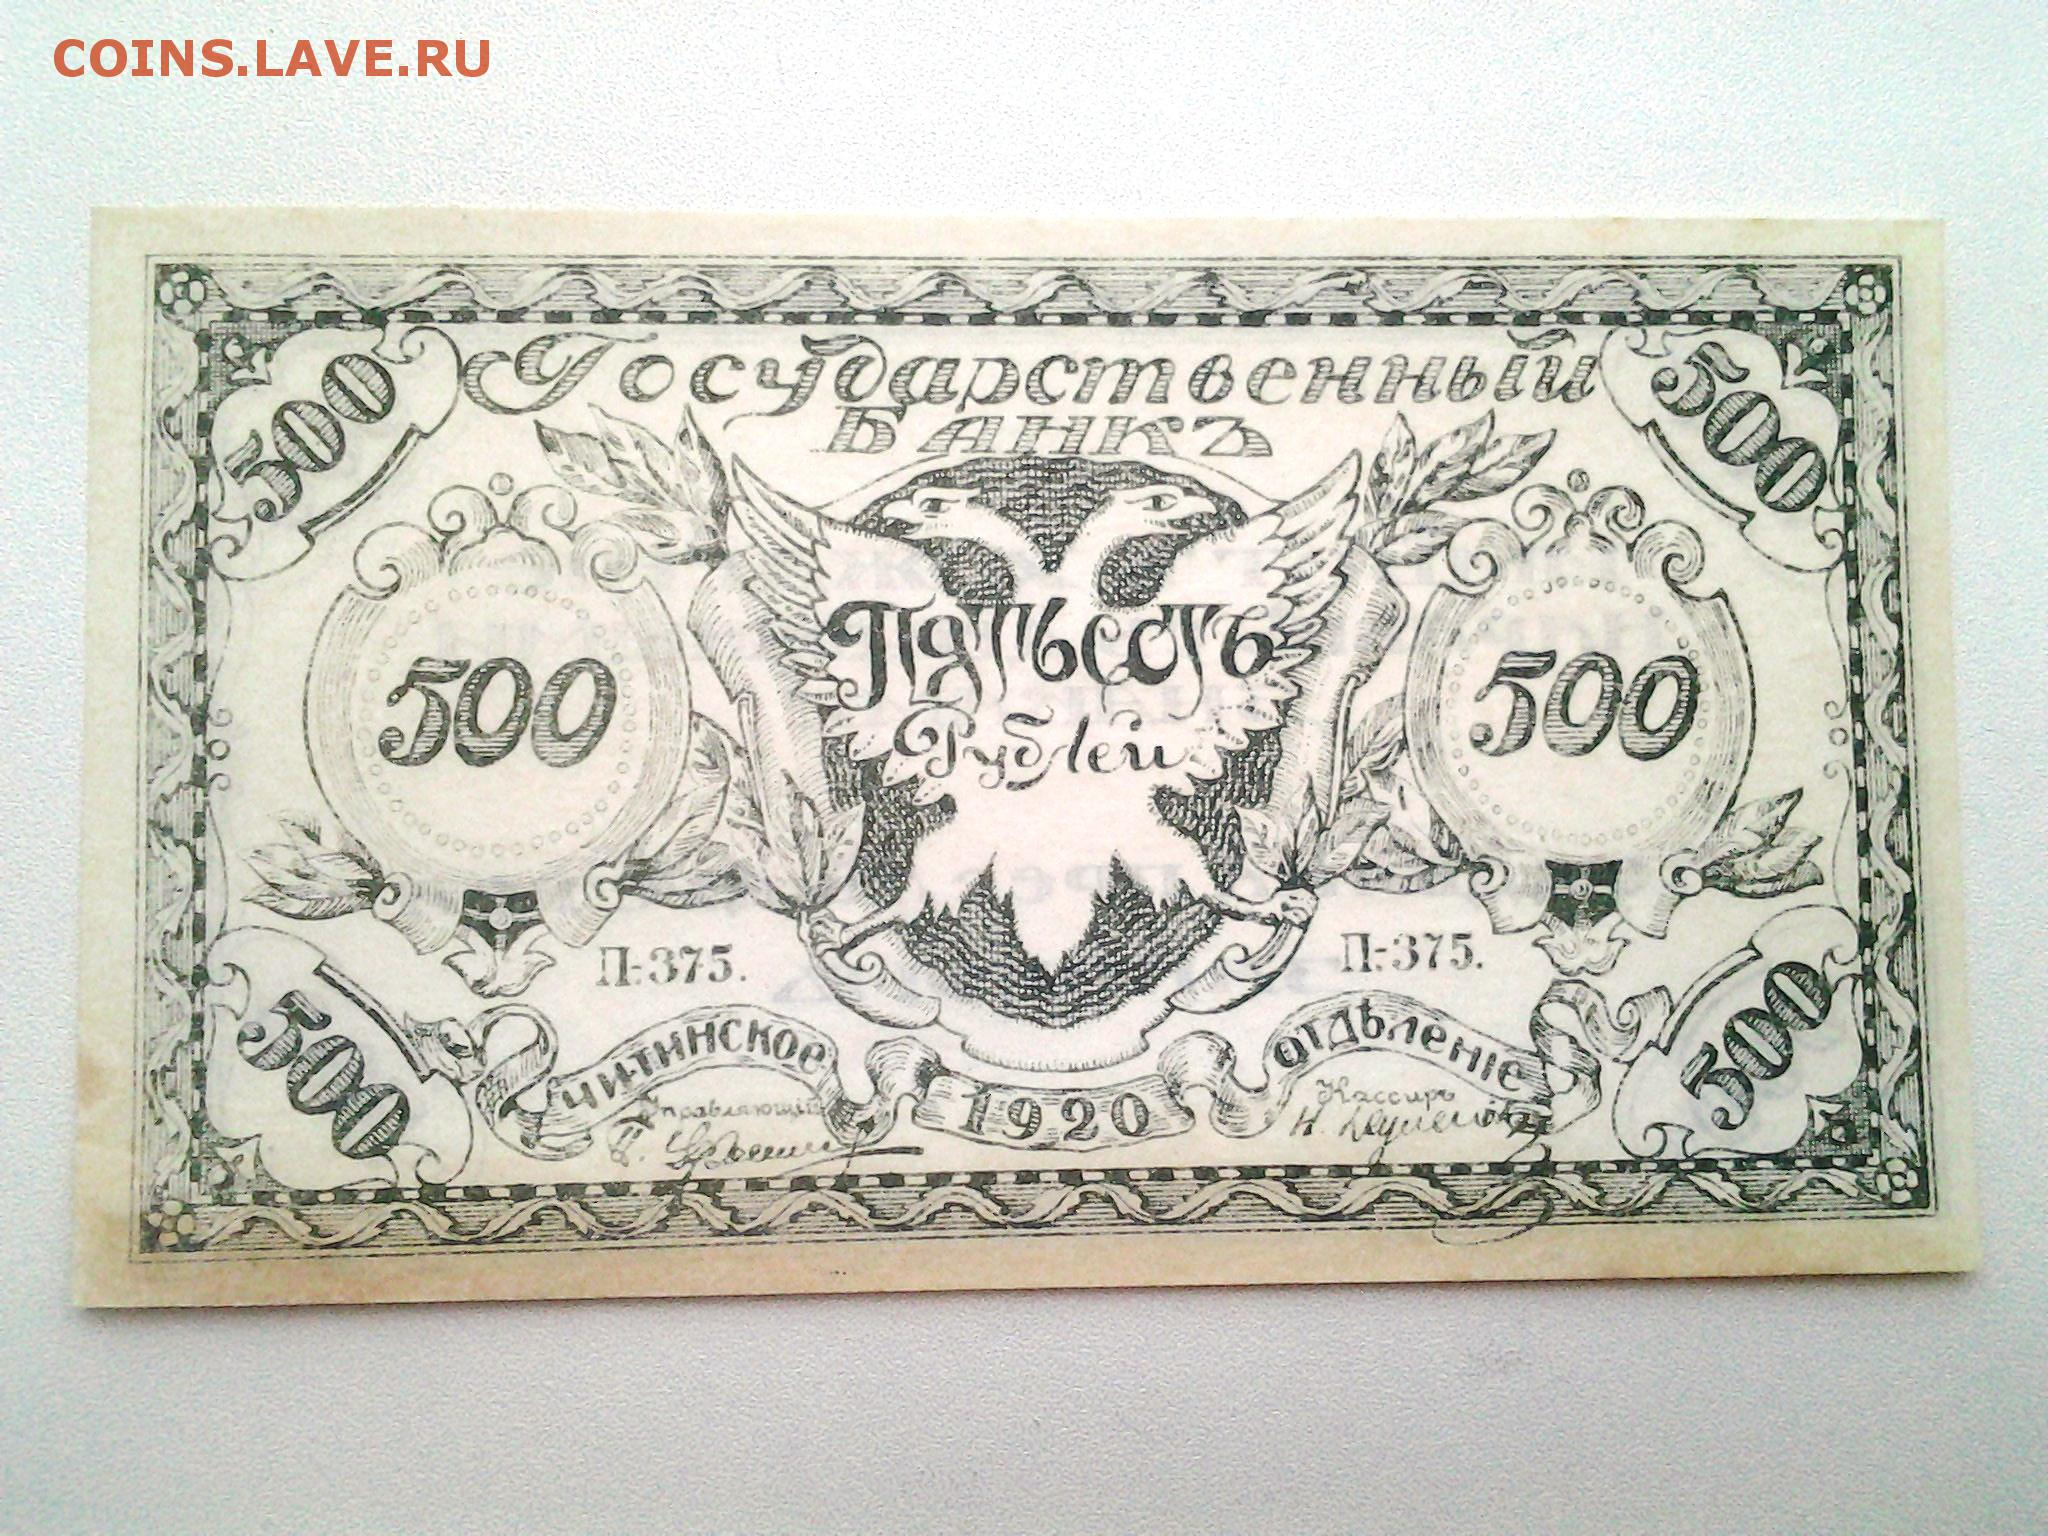 COINS.LAVE.RU
Государственный
Банкъ
500 500
Пятьсотъ
Рублей
500 500
П.-375. П.-375.
Читинское Отдѣленіе
Управляющій Кассиръ
1920
500 500